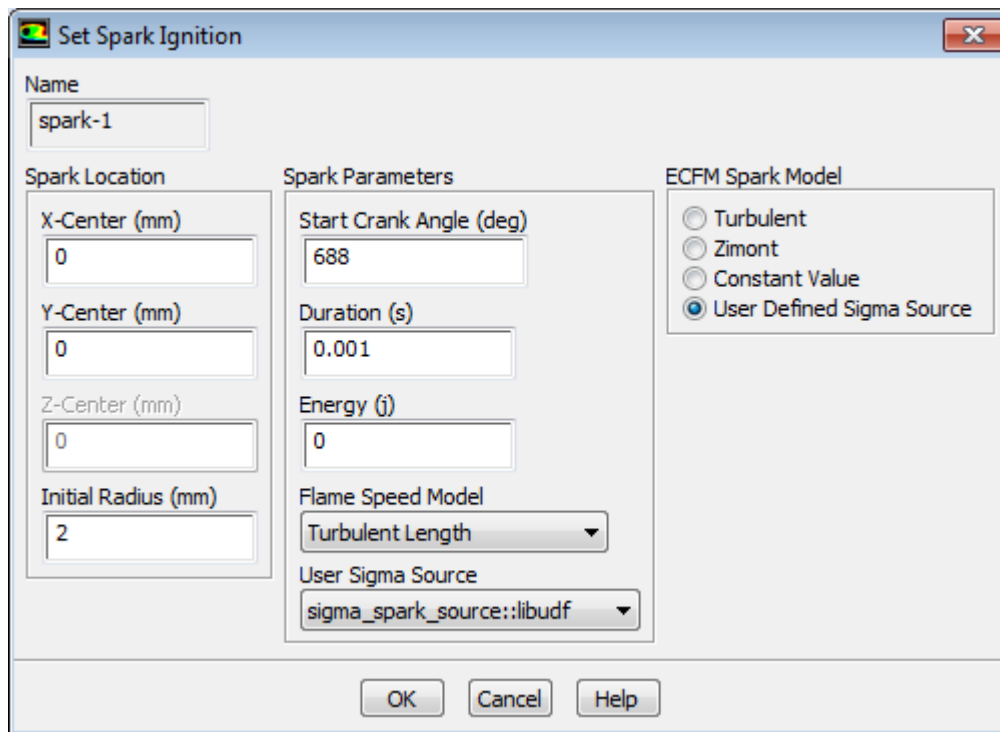 Set Spark Ignition
Name
spark-1
Spark Location
X-Center (mm)
0
Y-Center (mm)
0
Z-Center (mm)
0
Initial Radius (mm)
2
Spark Parameters
Start Crank Angle (deg)
688
Duration (s)
0.001
Energy (j)
0
Flame Speed Model
Turbulent Length
User Sigma Source
sigma_spark_source::libudf
ECFM Spark Model
Turbulent
Zimont
Constant Value
User Defined Sigma Source
OK Cancel Help